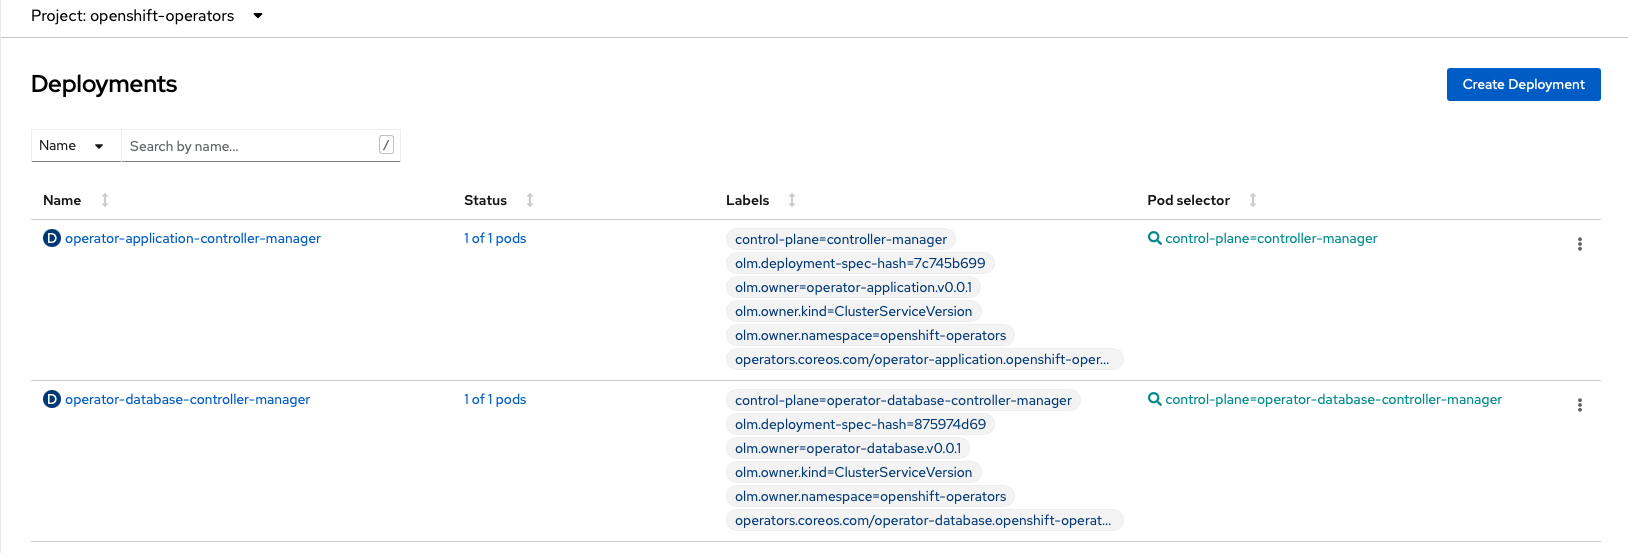 Project: openshift-operators
Deployments
Create Deployment
Name Search by name... /
Name Status Labels Pod selector
D operator-application-controller-manager 1 of 1 pods control-plane=controller-manager control-plane=controller-manager
olm.deployment-spec-hash=7c745b699
olm.owner=operator-application.v0.0.1
olm.owner.kind=ClusterServiceVersion
olm.owner.namespace=openshift-operators
operators.coreos.com/operator-application.openshift-oper...
D operator-database-controller-manager 1 of 1 pods control-plane=operator-database-controller-manager control-plane=operator-database-controller-manager
olm.deployment-spec-hash=875974d69
olm.owner=operator-database.v0.0.1
olm.owner.kind=ClusterServiceVersion
olm.owner.namespace=openshift-operators
operators.coreos.com/operator-database.openshift-operat...